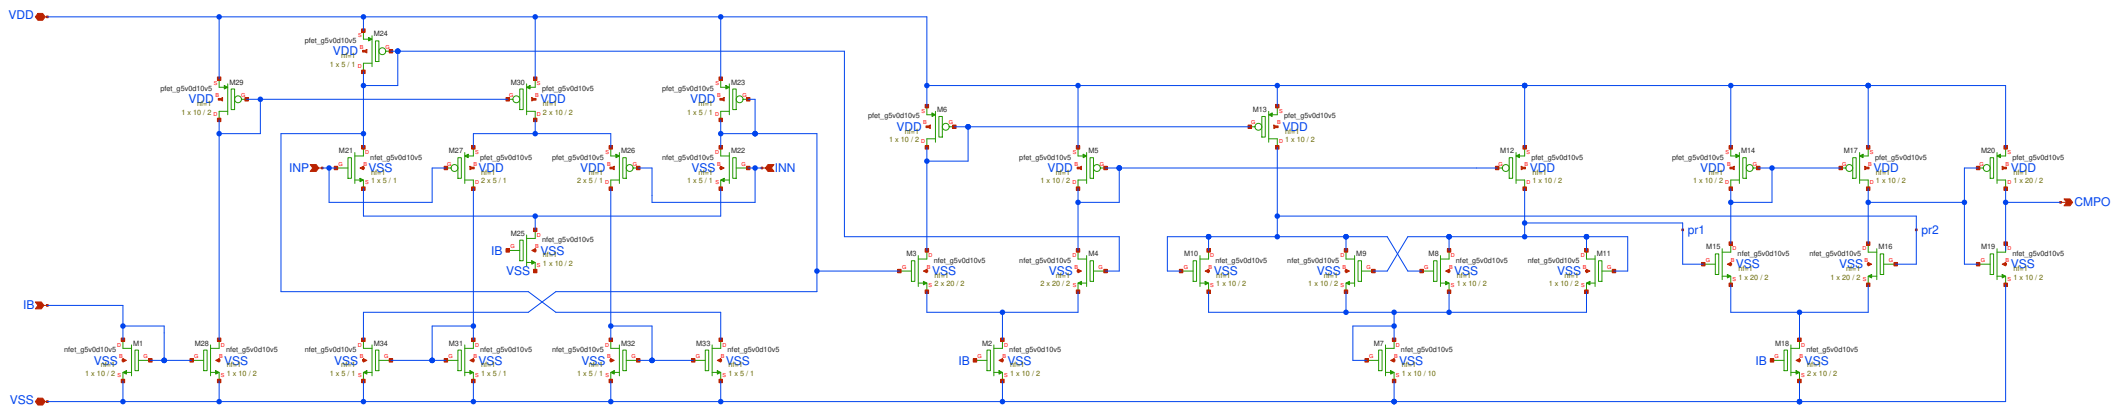 VDD
M24
pfet_g5v0d10v5
VDD
1 x 5 / 1
M29
pfet_g5v0d10v5
VDD
1 x 10 / 2
M30
pfet_g5v0d10v5
VDD
2 x 10 / 2
M23
pfet_g5v0d10v5
VDD
1 x 5 / 1
M6
pfet_g5v0d10v5
VDD
1 x 10 / 2
M13
pfet_g5v0d10v5
VDD
1 x 10 / 2
INP
M21
nfet_g5v0d10v5
VSS
1 x 5 / 1
M27
pfet_g5v0d10v5
VDD
2 x 5 / 1
M26
pfet_g5v0d10v5
VDD
2 x 5 / 1
M22
nfet_g5v0d10v5
VSS
1 x 5 / 1
INN
M5
pfet_g5v0d10v5
VDD
1 x 10 / 2
M12
pfet_g5v0d10v5
VDD
1 x 10 / 2
M14
pfet_g5v0d10v5
VDD
1 x 10 / 2
M17
pfet_g5v0d10v5
VDD
1 x 10 / 2
M20
pfet_g5v0d10v5
VDD
1 x 20 / 2
CMPO
pr1
pr2
M25
nfet_g5v0d10v5
IB
VSS
1 x 10 / 2
VSS
M3
nfet_g5v0d10v5
VSS
2 x 20 / 2
M4
nfet_g5v0d10v5
VSS
2 x 20 / 2
M10
nfet_g5v0d10v5
VSS
1 x 10 / 2
M9
nfet_g5v0d10v5
VSS
1 x 10 / 2
M8
nfet_g5v0d10v5
VSS
1 x 10 / 2
M11
nfet_g5v0d10v5
VSS
1 x 10 / 2
M15
nfet_g5v0d10v5
VSS
1 x 20 / 2
M16
nfet_g5v0d10v5
VSS
1 x 20 / 2
M19
nfet_g5v0d10v5
VSS
1 x 10 / 2
IB
M1
nfet_g5v0d10v5
VSS
1 x 10 / 2
M28
nfet_g5v0d10v5
VSS
1 x 10 / 2
M34
nfet_g5v0d10v5
VSS
1 x 5 / 1
M31
nfet_g5v0d10v5
VSS
1 x 5 / 1
M32
nfet_g5v0d10v5
VSS
1 x 5 / 1
M33
nfet_g5v0d10v5
VSS
1 x 5 / 1
M2
nfet_g5v0d10v5
IB
VSS
1 x 10 / 2
M7
nfet_g5v0d10v5
VSS
1 x 10 / 10
M18
nfet_g5v0d10v5
IB
VSS
2 x 10 / 2
VSS